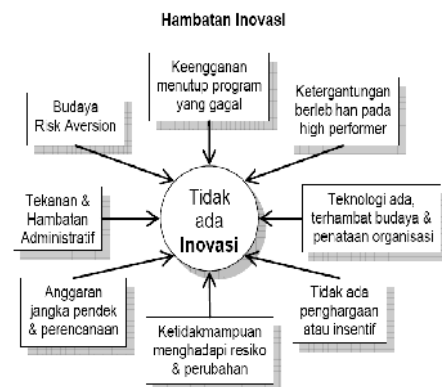 Hambatan Inovasi
Keengganan
menutup program
yang gagal
Budaya
Risk Aversion
Ketergantungan
berlebihan pada
high performer
Tekanan &
Hambatan
Administratif
Tidak
ada
Inovasi
Teknologi ada,
terhambat budaya &
penataan organisasi
Anggaran
jangka pendek
& perencanaan
Ketidakmampuan
menghadapi resiko
& perubahan
Tidak ada
penghargaan
atau insentif